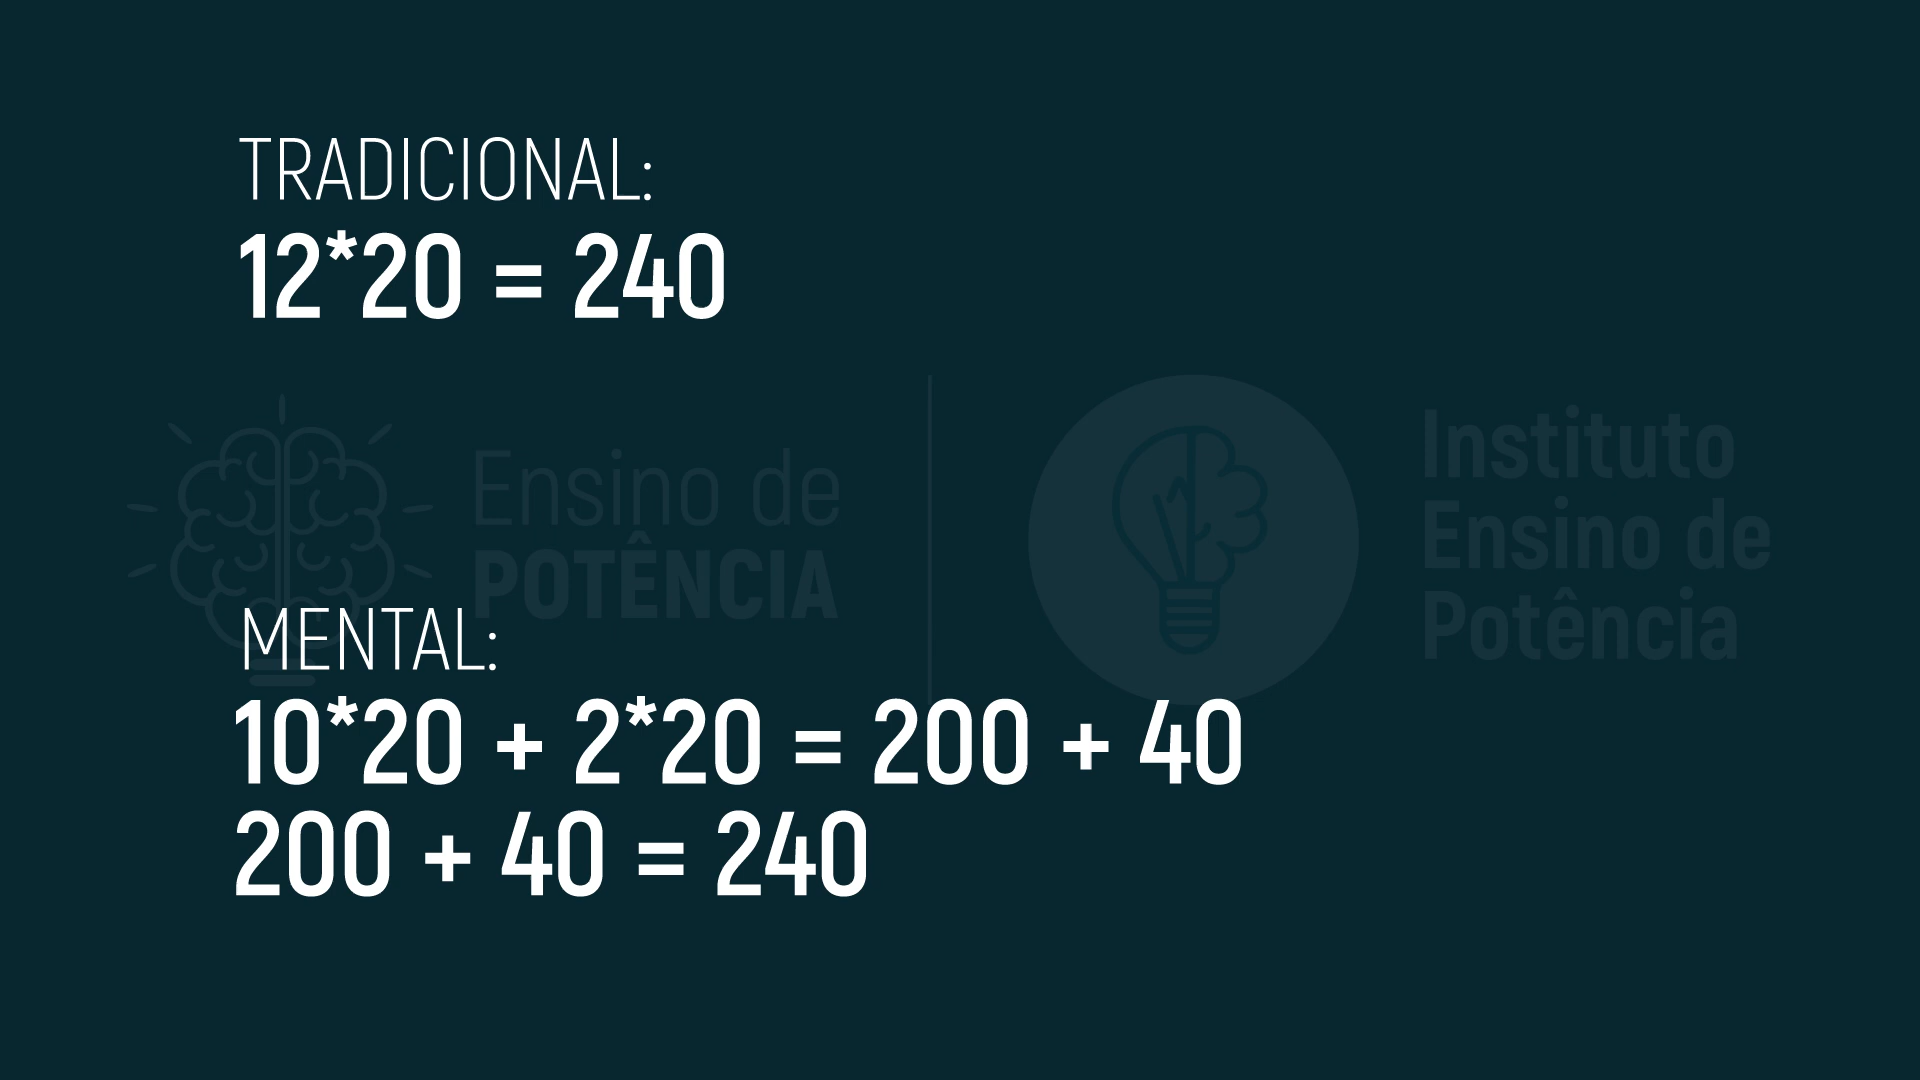 TRADICIONAL:
12*20 = 240
Ensino de
POTÊNCIA
Instituto
Ensino de
Potência
MENTAL:
10*20 + 2*20 = 200 + 40
200 + 40 = 240